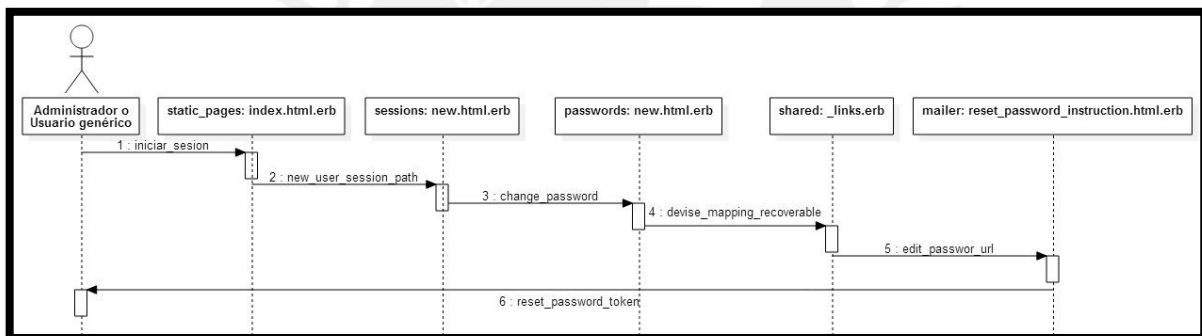 Administrador o
Usuario genérico
static_pages: index.html.erb
sessions: new.html.erb
passwords: new.html.erb
shared: _links.erb
mailer: reset_password_instruction.html.erb
1 : iniciar_sesion
2 : new_user_session_path
3 : change_password
4 : devise_mapping_recoverable
5 : edit_passwor_url
6 : reset_password_token